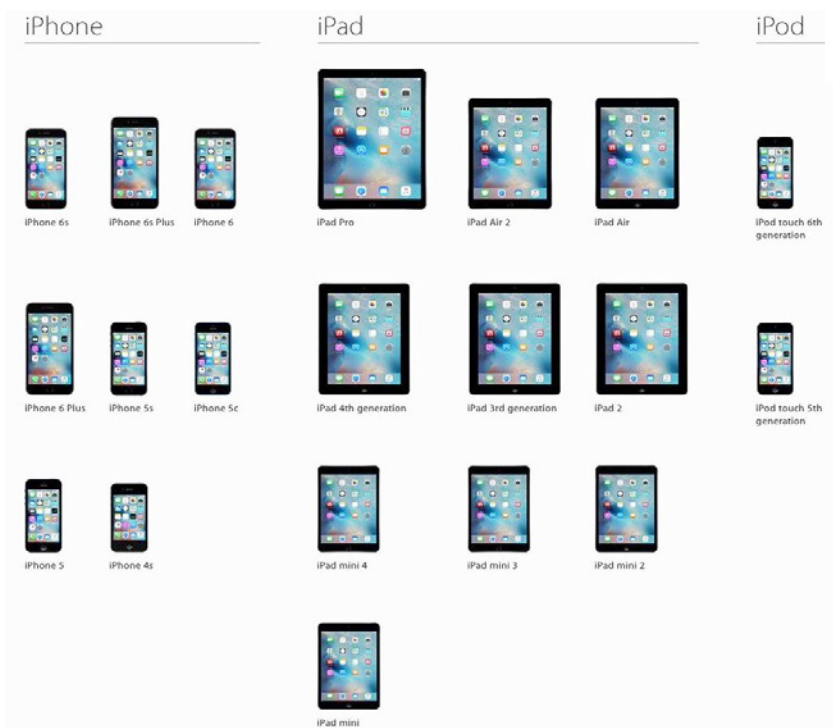 iPhone
iPad
iPod
iPhone 6s
iPhone 6s Plus
iPhone 6
iPad Pro
iPad Air 2
iPad Air
iPod touch 6th
generation
iPhone 6 Plus
iPhone 5s
iPhone 5c
iPad 4th generation
iPad 3rd generation
iPad 2
iPod touch 5th
generation
iPhone 5
iPhone 4s
iPad mini 4
iPad mini 3
iPad mini 2
iPad mini